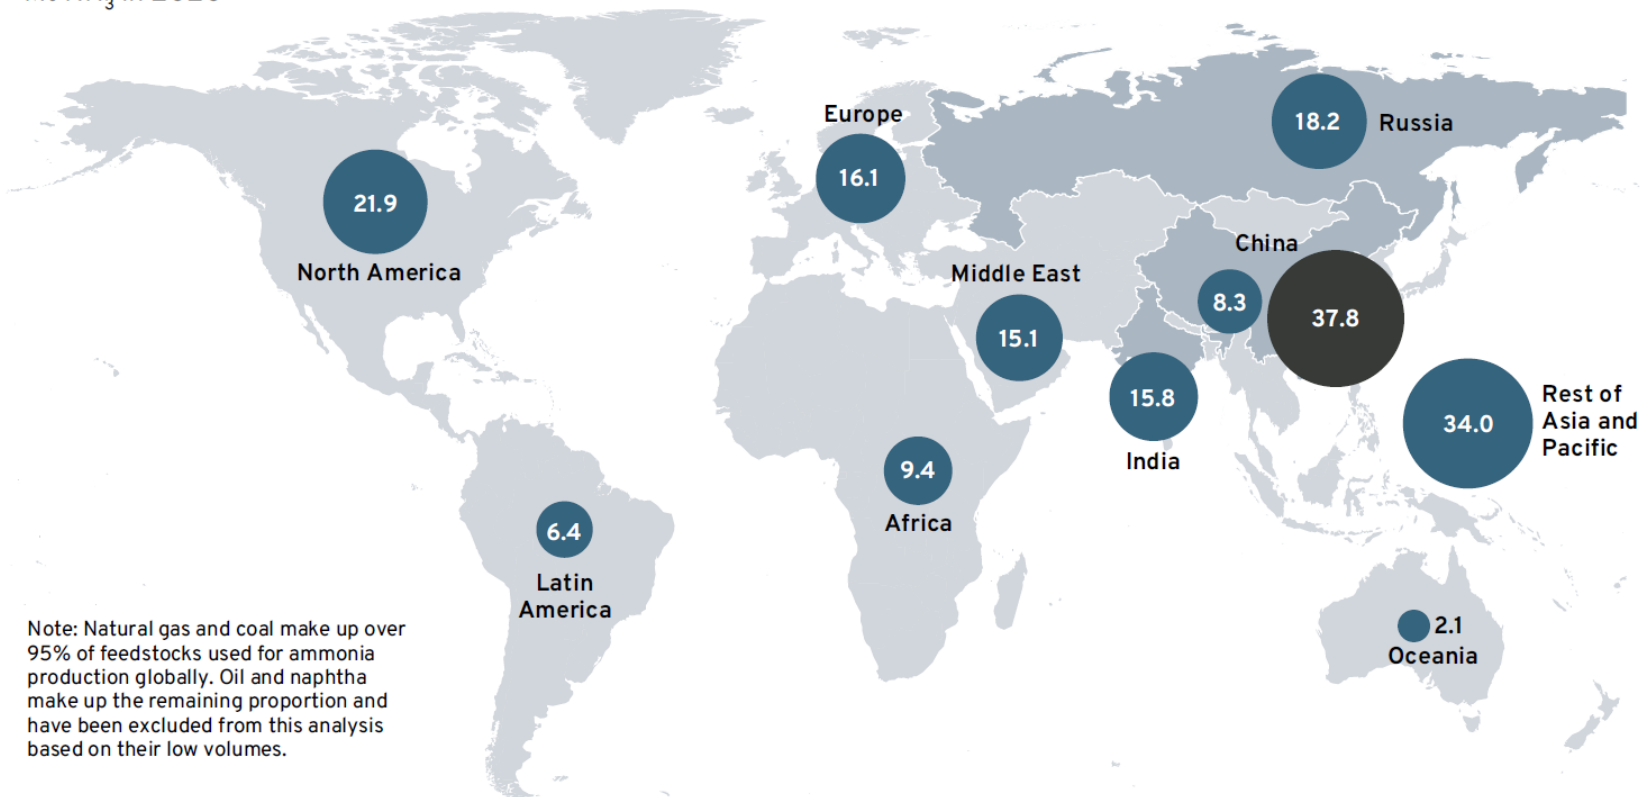 Europe
18.2
Russia
16.1
21.9
China
North America
Middle East
8.3
37.8
15.1
15.8
34.0
Rest of
Asia and
Pacific
India
9.4
Africa
6.4
Latin
America
2.1
Oceania
Note: Natural gas and coal make up over
95% of feedstocks used for ammonia
production globally. Oil and naphtha
make up the remaining proportion and
have been excluded from this analysis
based on their low volumes.